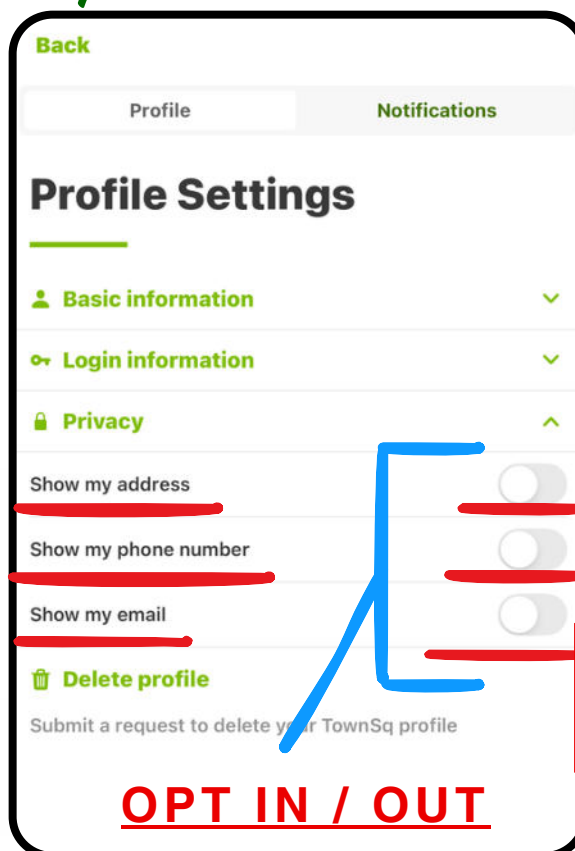 Back
Profile Notifications
Profile Settings
Basic information
Login information
Privacy
Show my address
Show my phone number
Show my email
Delete profile
Submit a request to delete your TownSq profile
OPT IN / OUT